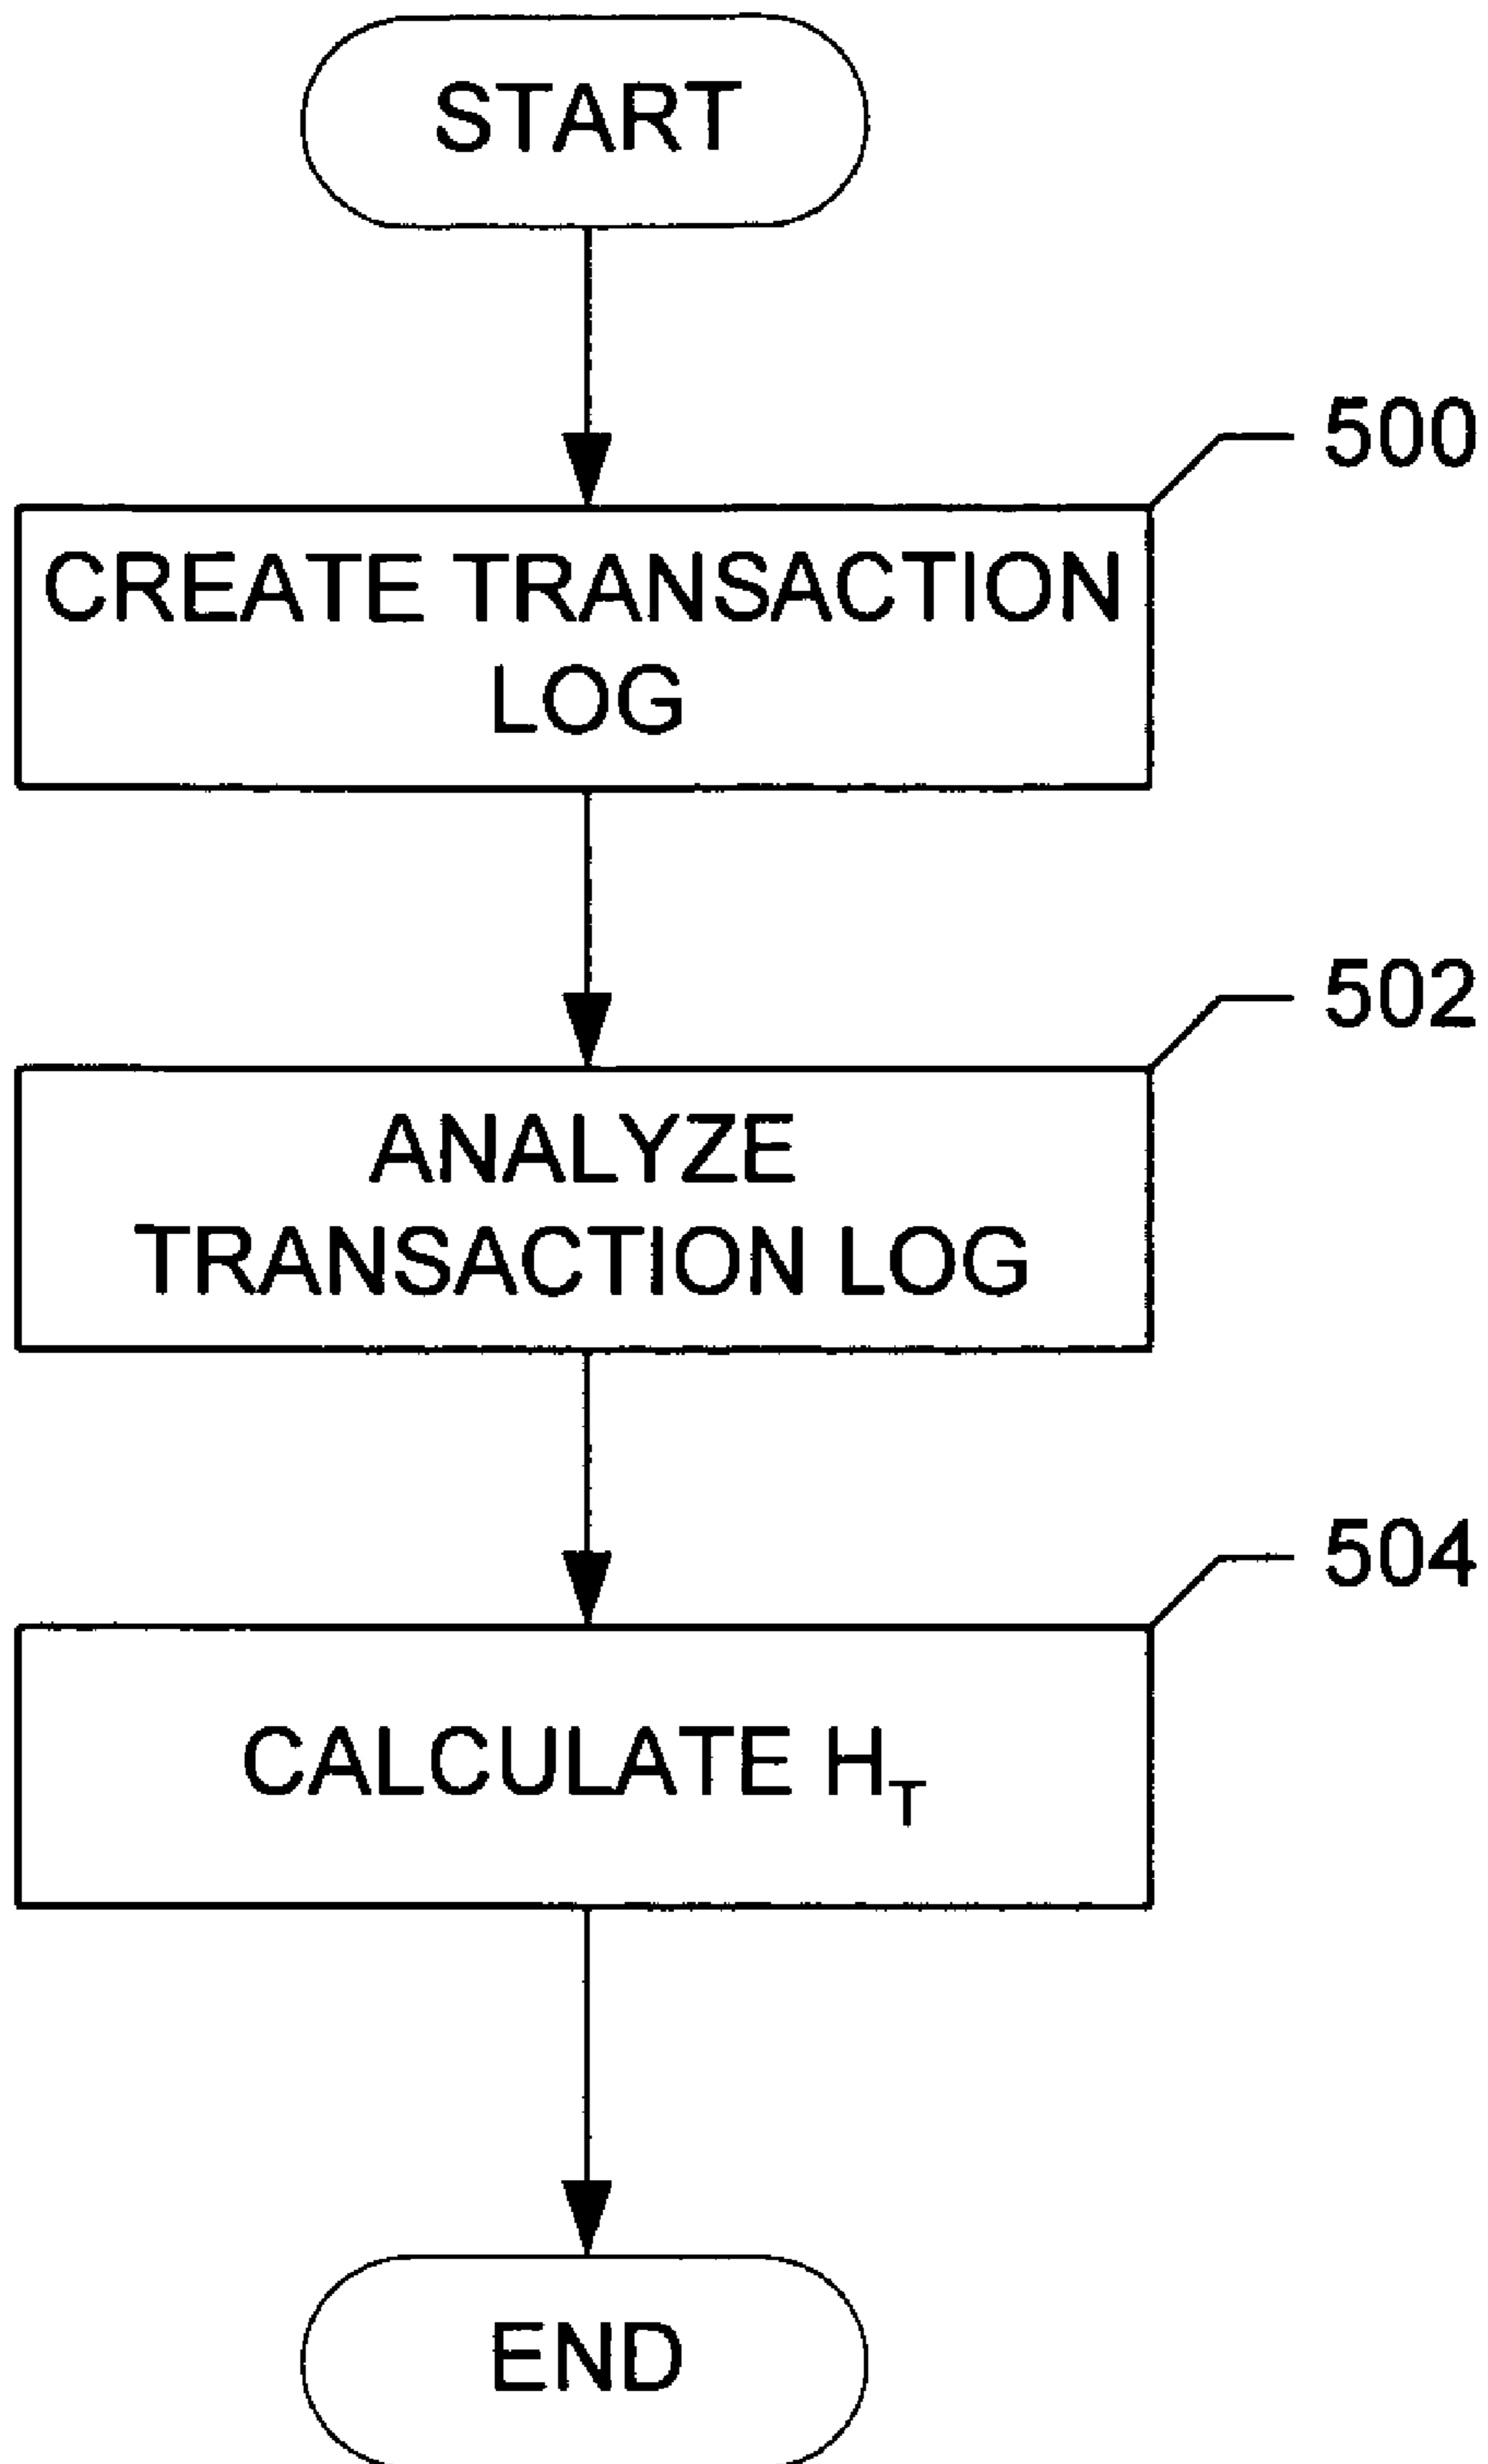 START
500
CREATE TRANSACTION
LOG
502
ANALYZE
TRANSACTION LOG
504
CALCULATE H_T
END